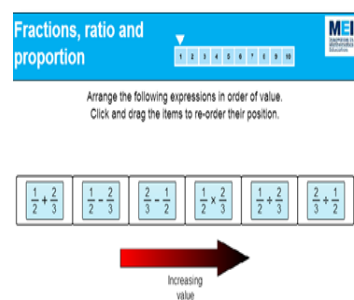 Fractions, ratio and
proportion
1 2 3 4 5 6 7 8 9 10
MEI
Arrange the following expressions in order of value.
Click and drag the items to re-order their position.
1/2 + 2/3 1/2 - 2/3 2/3 - 1/2 1/2 × 2/3 1/2 ÷ 2/3 2/3 ÷ 1/2
Increasing
value